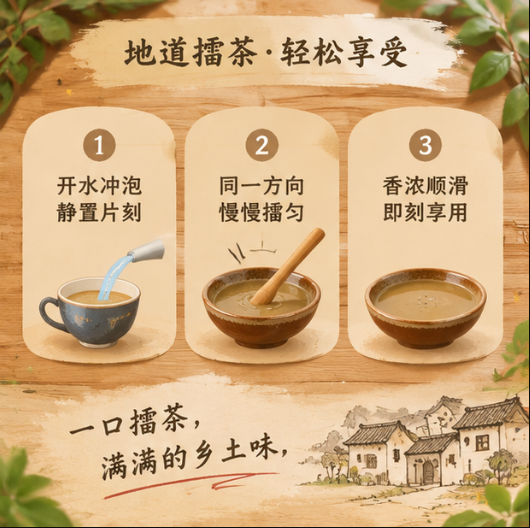 地道擂茶·轻松享受
1
开水冲泡
静置片刻
2
同一方向
慢慢擂匀
3
香浓顺滑
即刻享用
一口擂茶，
满满的乡土味，